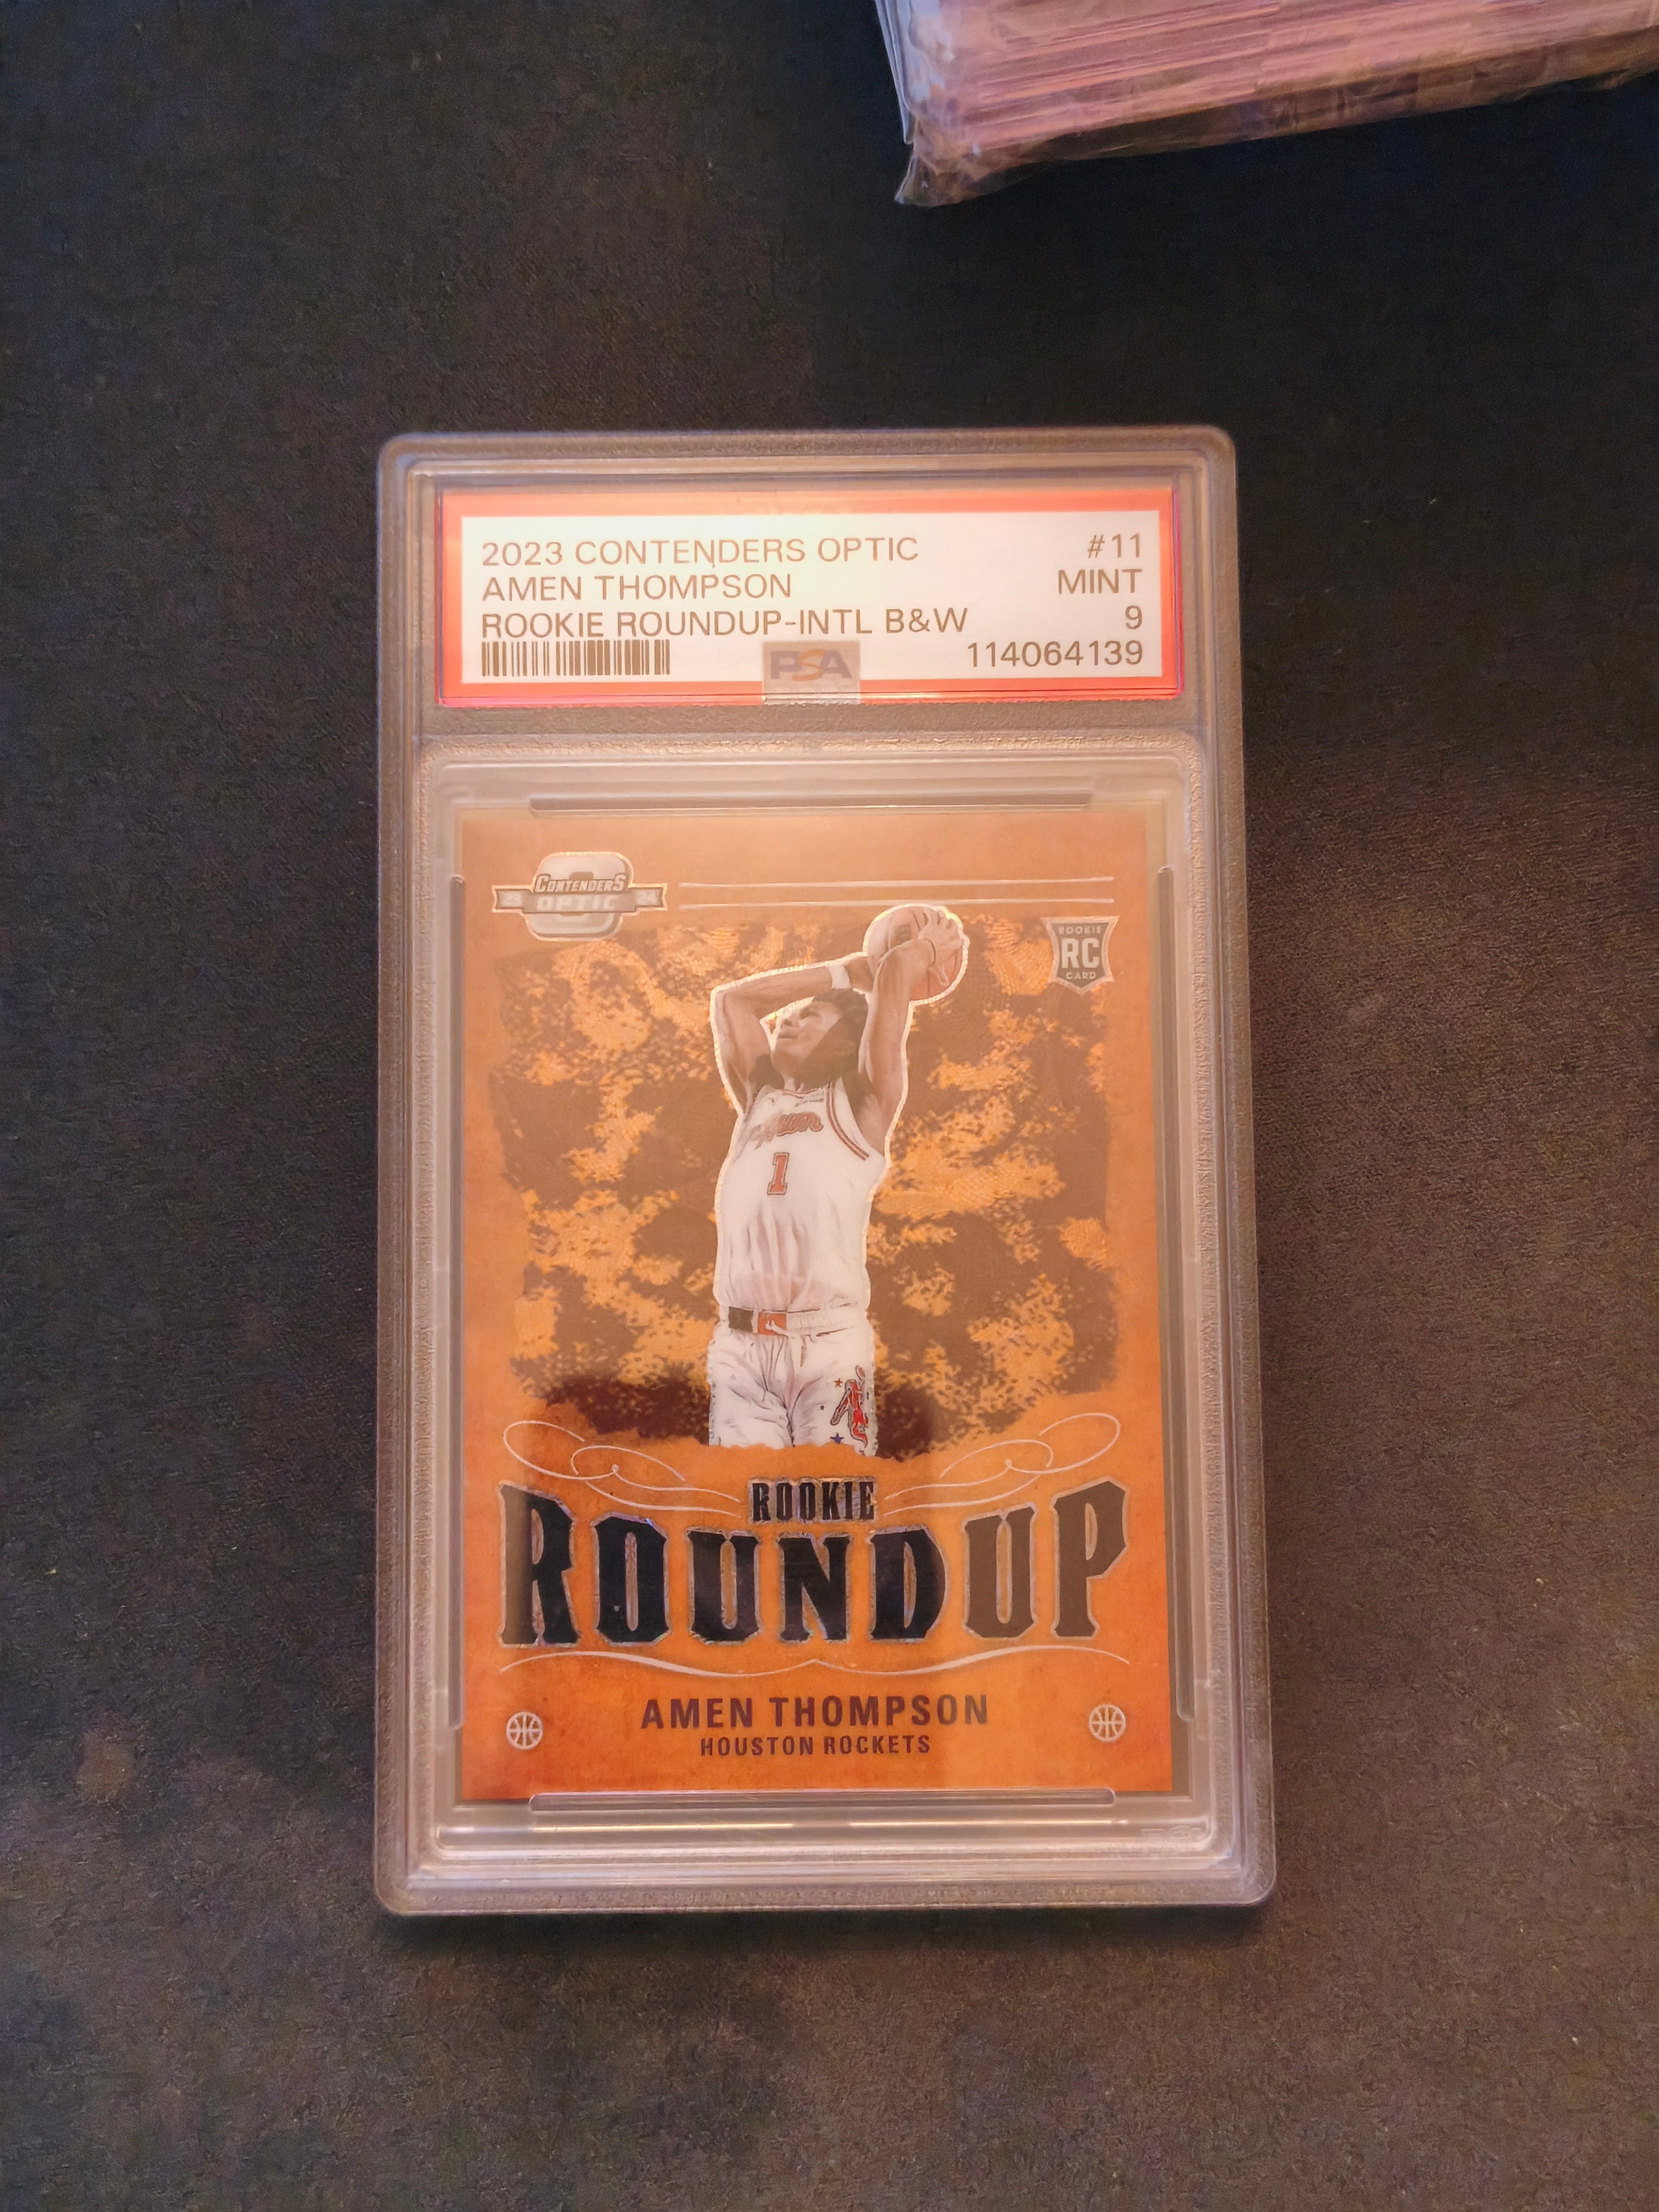 2023 CONTENDERS OPTIC #11
AMEN THOMPSON MINT
ROOKIE ROUNDUP-INTL B&W 9
PSA 114064139
CONTENDERS
OPTIC
ROOKIE
RC
CARD
1
ROOKIE
ROUNDUP
AMEN THOMPSON
HOUSTON ROCKETS